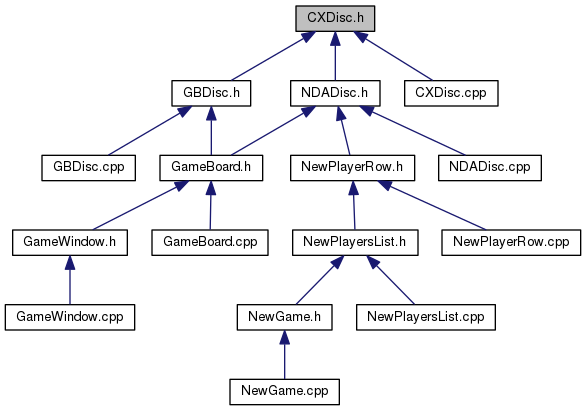 CXDisc.h
GBDisc.h
NDADisc.h
CXDisc.cpp
GBDisc.cpp
GameBoard.h
NewPlayerRow.h
NDADisc.cpp
GameWindow.h
GameBoard.cpp
NewPlayersList.h
NewPlayerRow.cpp
GameWindow.cpp
NewGame.h
NewPlayersList.cpp
NewGame.cpp